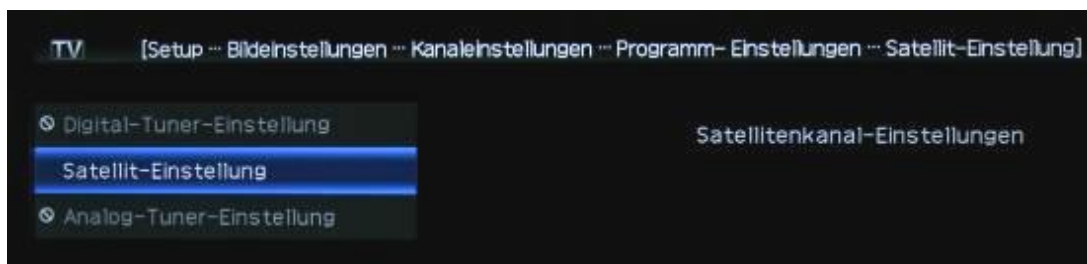 TV [Setup ··· Bildeinstellungen ··· Kanaleinstellungen ··· Programm- Einstellungen ··· Satellit-Einstellung]
Digital-Tuner-Einstellung
Satellitenkanal-Einstellungen
Satellit-Einstellung
Analog-Tuner-Einstellung